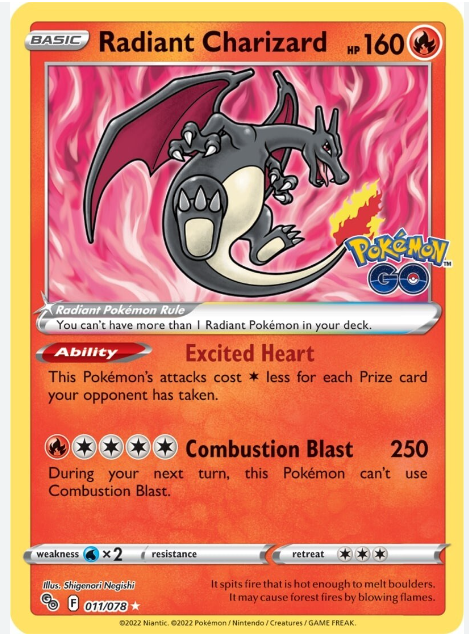 BASIC Radiant Charizard HP 160
Pokémon
GO
TM
Radiant Pokémon Rule
You can't have more than 1 Radiant Pokémon in your deck.
Ability Excited Heart
This Pokémon's attacks cost less for each Prize card
your opponent has taken.
Combustion Blast 250
During your next turn, this Pokémon can't use
Combustion Blast.
weakness ×2 resistance retreat
Illus. Shigenori Negishi
GO F 011/078
It spits fire that is hot enough to melt boulders.
It may cause forest fires by blowing flames.
©2022 Niantic. ©2022 Pokémon / Nintendo / Creatures / GAME FREAK.